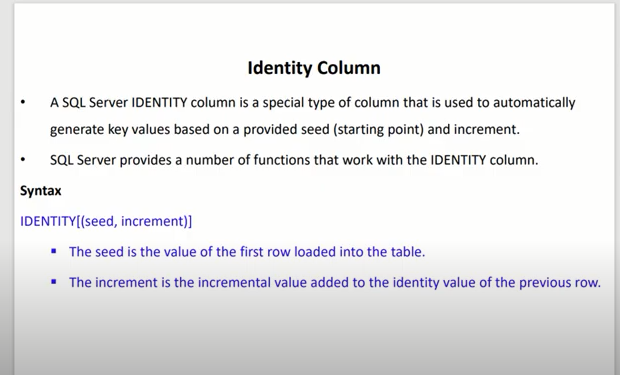 Identity Column
• A SQL Server IDENTITY column is a special type of column that is used to automatically
generate key values based on a provided seed (starting point) and increment.
• SQL Server provides a number of functions that work with the IDENTITY column.
Syntax
IDENTITY[(seed, increment)]
▪ The seed is the value of the first row loaded into the table.
▪ The increment is the incremental value added to the identity value of the previous row.